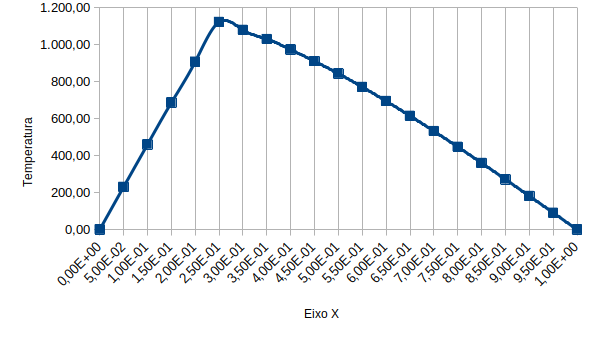 1.200,00
1.000,00
800,00
600,00
400,00
200,00
0,00
Temperatura
0,00E+00
5,00E-02
1,00E-01
1,50E-01
2,00E-01
2,50E-01
3,00E-01
3,50E-01
4,00E-01
4,50E-01
5,00E-01
5,50E-01
6,00E-01
6,50E-01
7,00E-01
7,50E-01
8,00E-01
8,50E-01
9,00E-01
9,50E-01
1,00E+00
Eixo X